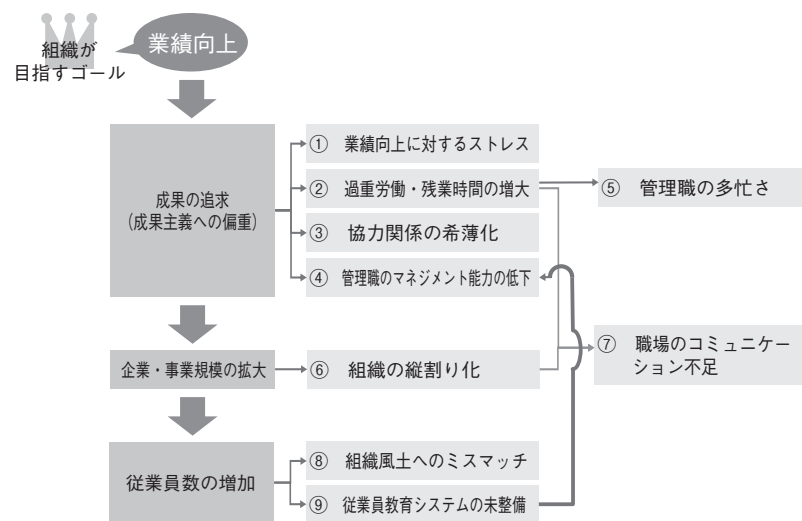 組織が
目指すゴール
業績向上
成果の追求
(成果主義への偏重)
① 業績向上に対するストレス
② 過重労働・残業時間の増大
③ 協力関係の希薄化
④ 管理職のマネジメント能力の低下
⑤ 管理職の多忙さ
企業・事業規模の拡大
⑥ 組織の縦割り化
⑦ 職場のコミュニケー
ション不足
従業員数の増加
⑧ 組織風土へのミスマッチ
⑨ 従業員教育システムの未整備